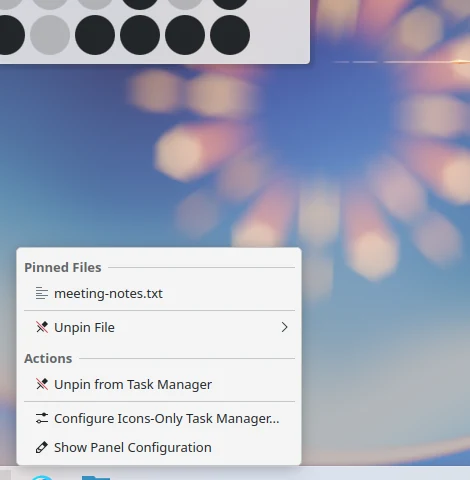 Pinned Files
meeting-notes.txt
Unpin File
Actions
Unpin from Task Manager
Configure Icons-Only Task Manager...
Show Panel Configuration